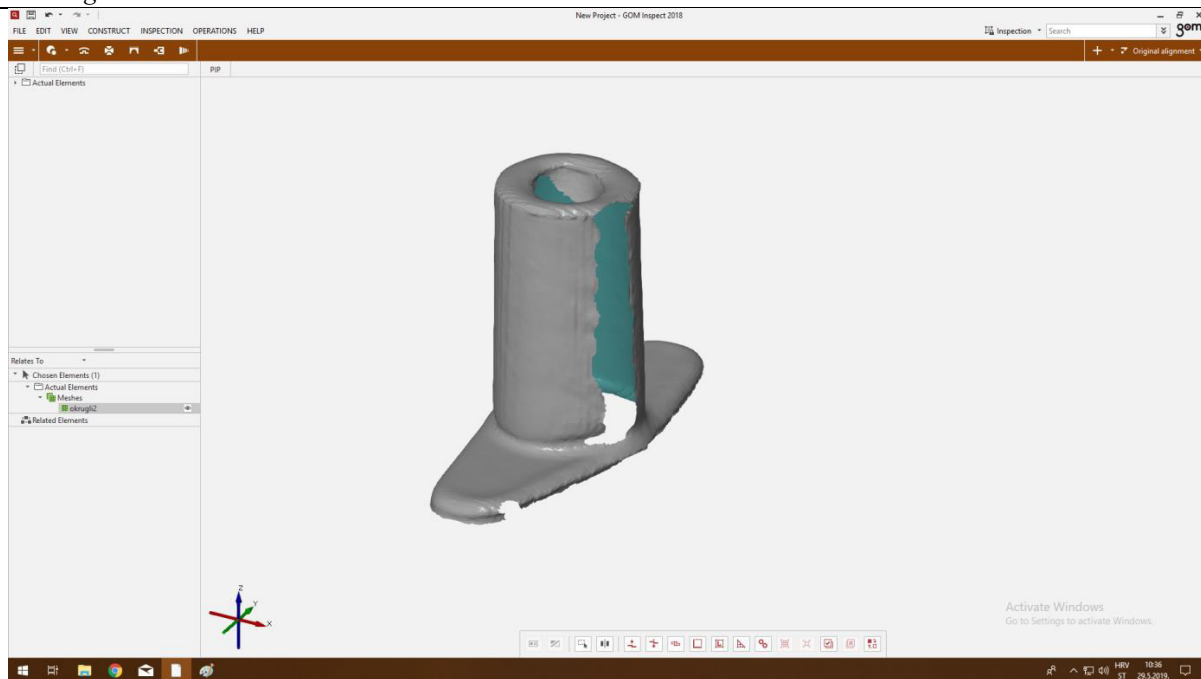 New Project - GOM Inspect 2018
FILE EDIT VIEW CONSTRUCT INSPECTION OPERATIONS HELP
Inspection
Search
gom
Original alignment
Find (Ctrl+F)
PIP
Actual Elements
Relates To
Chosen Elements (1)
Actual Elements
Meshes
okrugli2
Related Elements
Z
Y
X
Activate Windows
Go to Settings to activate Windows.
HRV 10:36
ST 29.5.2019.